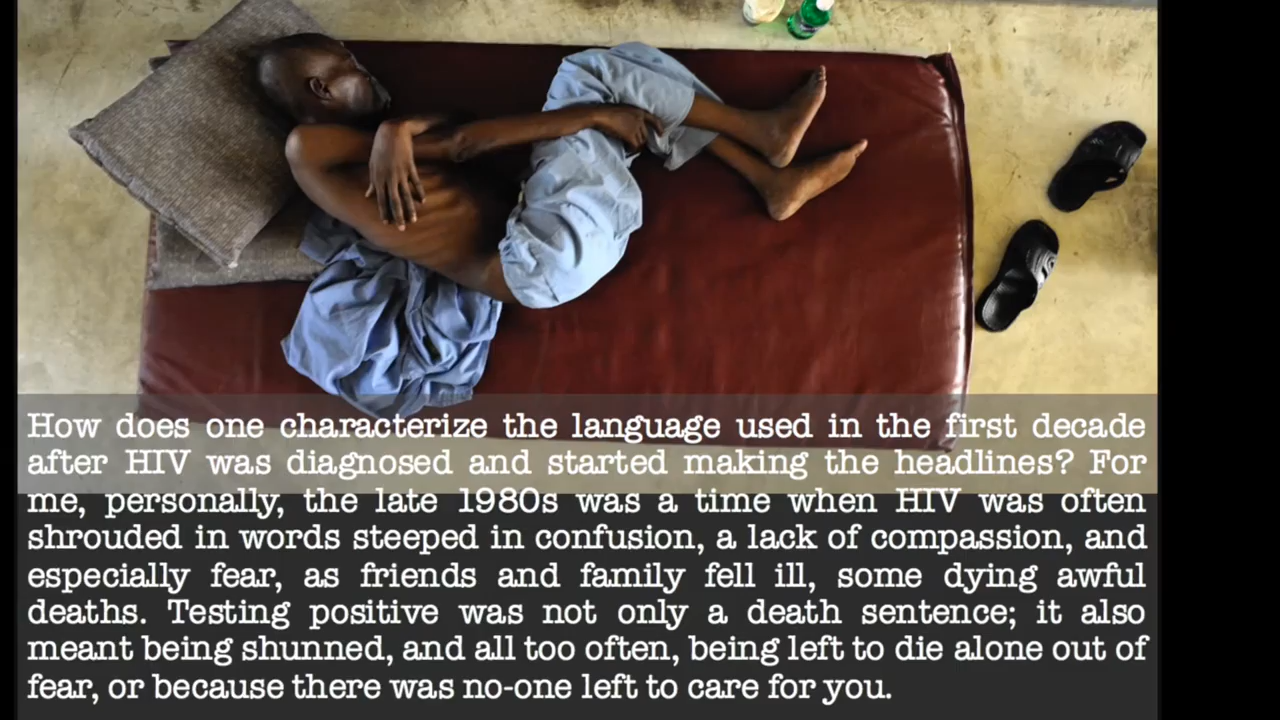 How does one characterize the language used in the first decade
after HIV was diagnosed and started making the headlines? For
me, personally, the late 1980s was a time when HIV was often
shrouded in words steeped in confusion, a lack of compassion, and
especially fear, as friends and family fell ill, some dying awful
deaths. Testing positive was not only a death sentence; it also
meant being shunned, and all too often, being left to die alone out of
fear, or because there was no-one left to care for you.